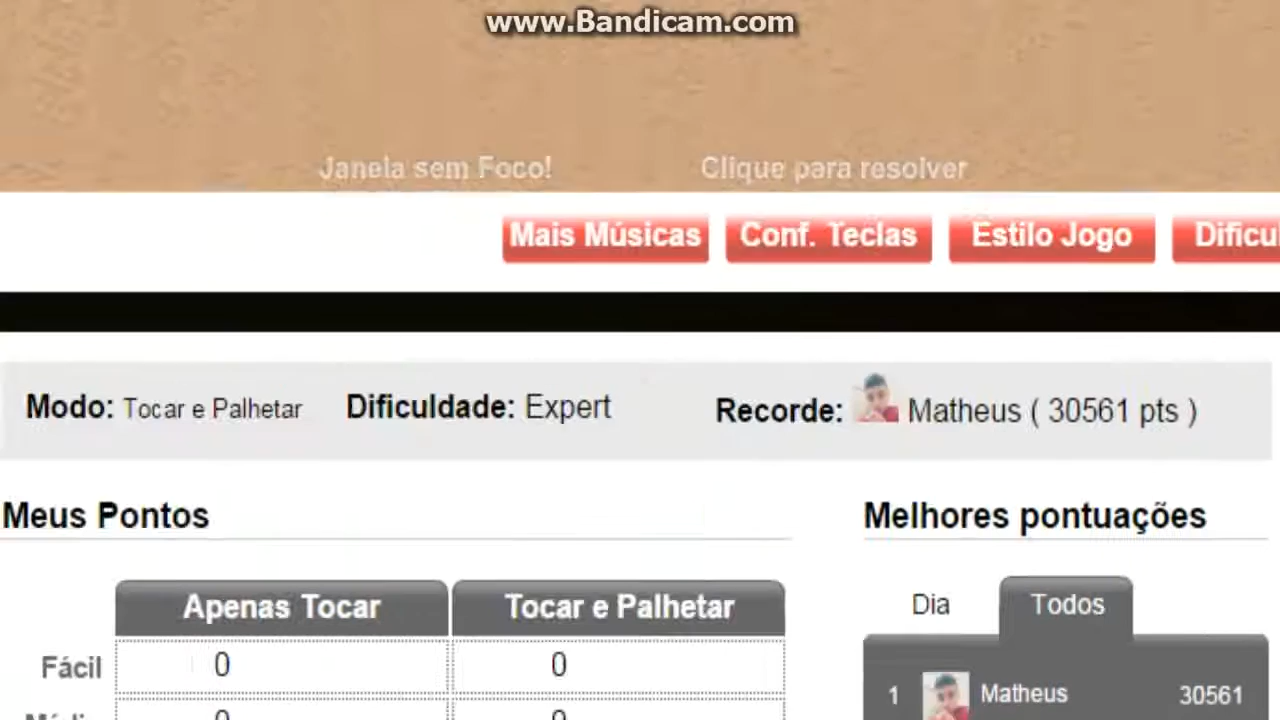 www.Bandicam.com
Janela sem Foco! Clique para resolver
Mais Músicas Conf. Teclas Estilo Jogo Dificu
Modo: Tocar e Palhetar Dificuldade: Expert Recorde: Matheus ( 30561 pts )
Meus Pontos Melhores pontuações
Apenas Tocar Tocar e Palhetar Dia Todos
Fácil 0 0
1 Matheus 30561